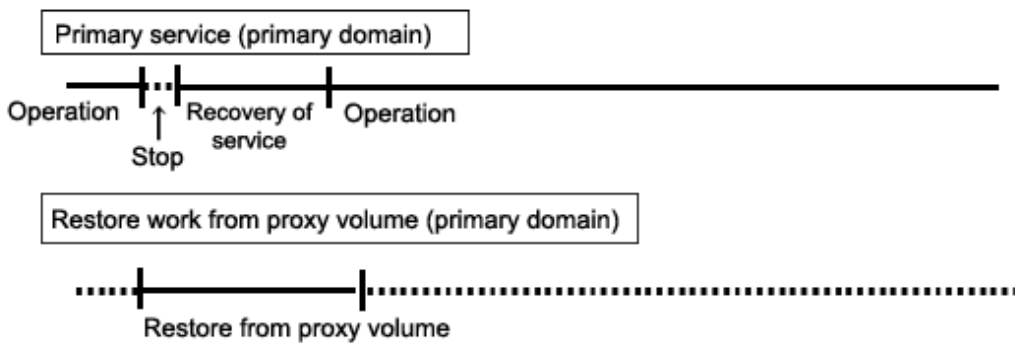 Primary service (primary domain)
Operation
Stop
Recovery of
service
Operation
Restore work from proxy volume (primary domain)
Restore from proxy volume